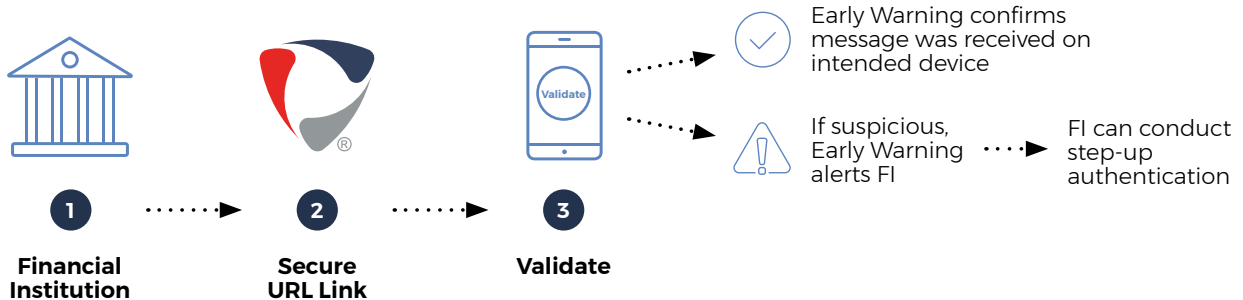 Early Warning confirms
message was received on
intended device
Validate
®
If suspicious,
Early Warning
alerts FI
FI can conduct
step-up
authentication
1
2
3
Financial
Institution
Secure
URL Link
Validate